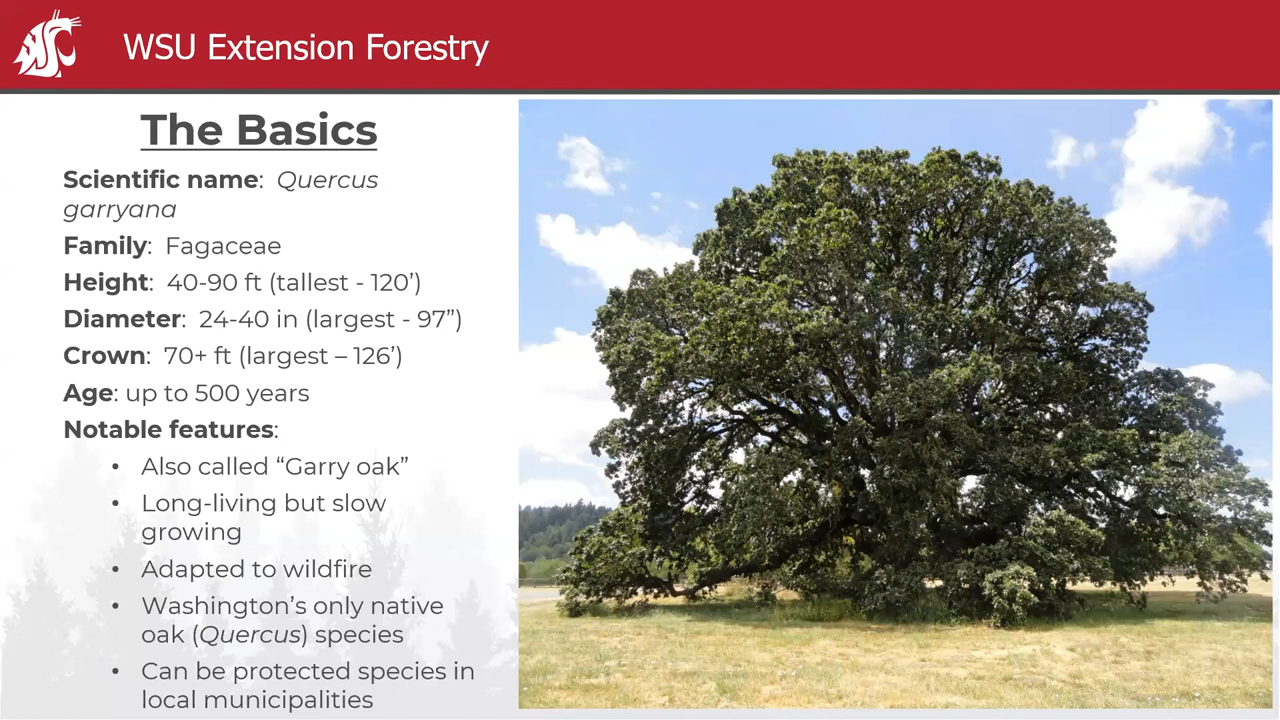 WSU Extension Forestry
The Basics
Scientific name:  Quercus
garryana
Family:  Fagaceae
Height:  40-90 ft (tallest - 120’)
Diameter:  24-40 in (largest - 97”)
Crown:  70+ ft (largest – 126’)
Age: up to 500 years
Notable features:
• Also called “Garry oak”
• Long-living but slow
growing
• Adapted to wildfire
• Washington’s only native
oak (Quercus) species
• Can be protected species in
local municipalities